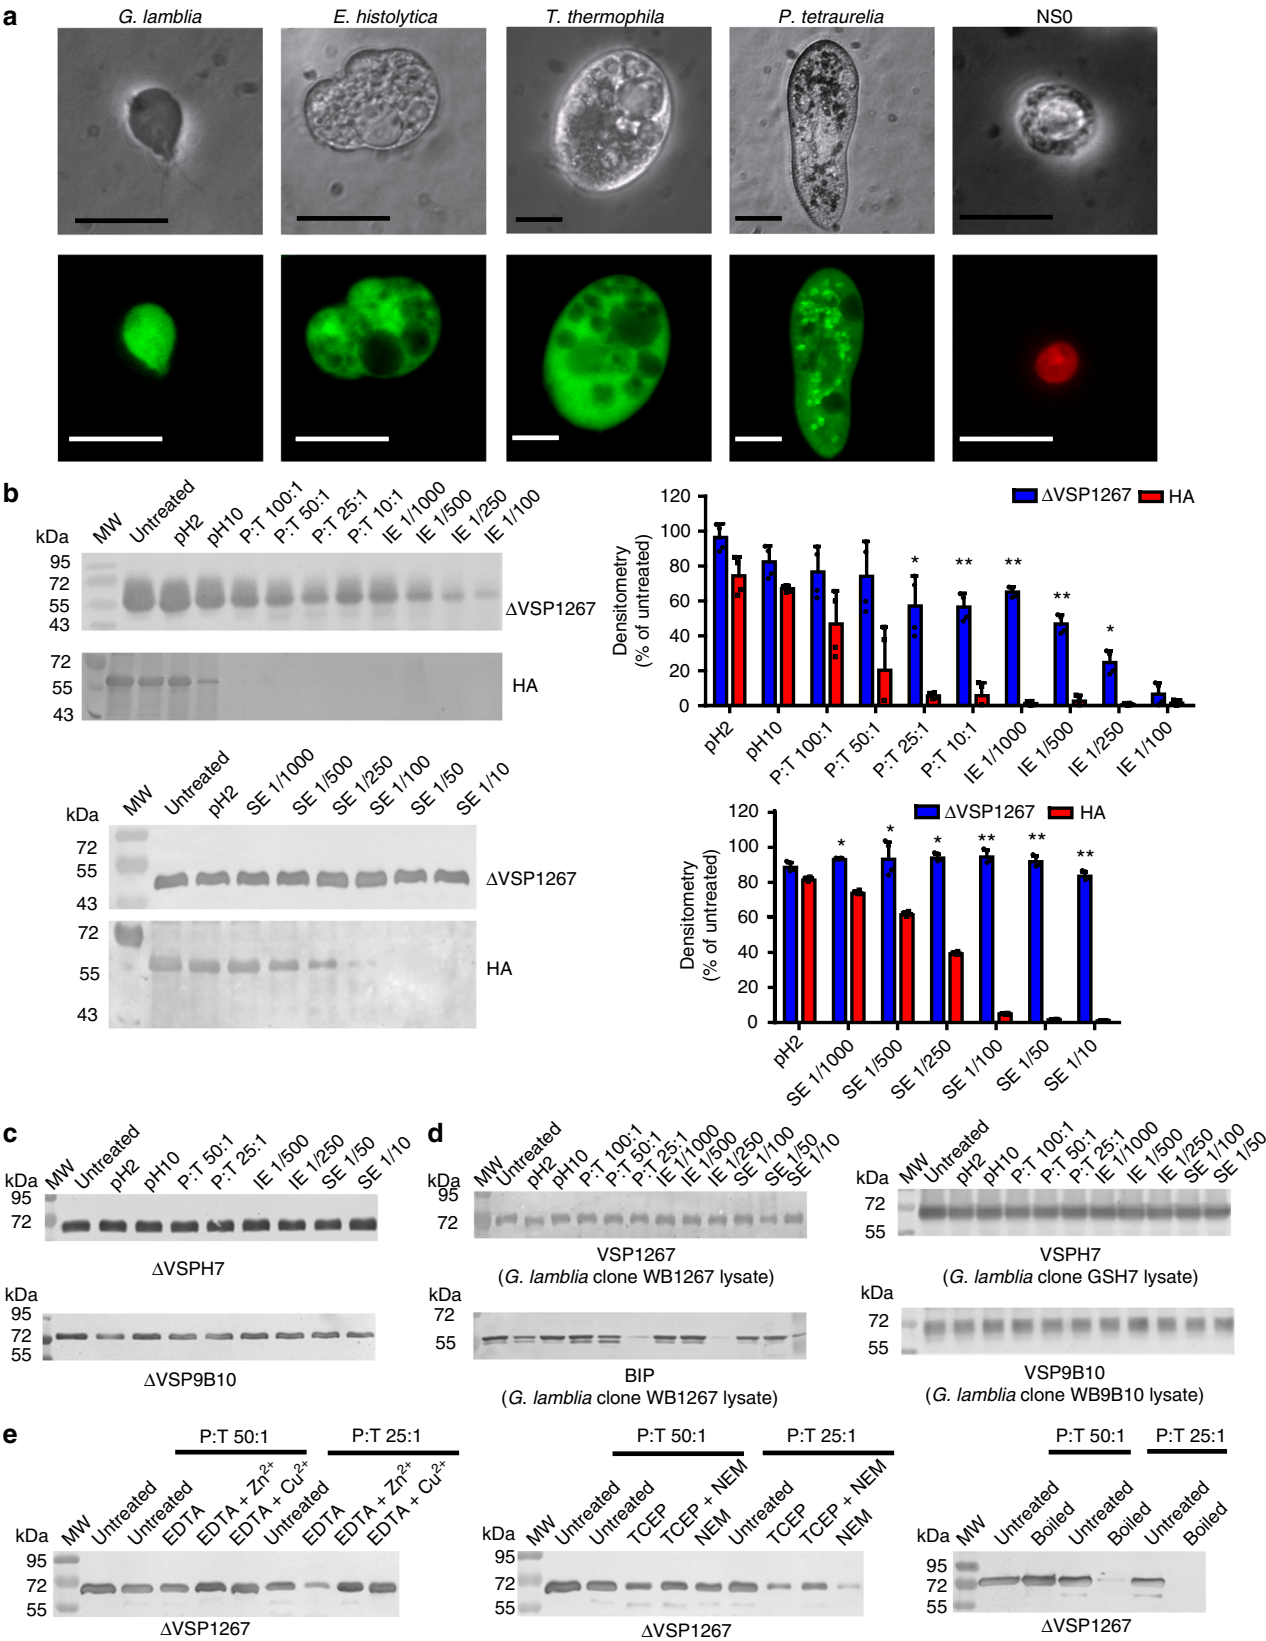 a
G. lamblia E. histolytica T. thermophila P. tetraurelia NS0
b
kDa MW Untreated pH2 pH10 P:T 100:1 P:T 50:1 P:T 25:1 P:T 10:1 IE 1/1000 IE 1/500 IE 1/250 IE 1/100
95
72
55
43
ΔVSP1267
72
55
43
HA
kDa MW Untreated pH2 SE 1/1000 SE 1/500 SE 1/250 SE 1/100 SE 1/50 SE 1/10
72
55
43
ΔVSP1267
72
55
43
HA
ΔVSP1267 HA
Densitometry
(% of untreated)
120
100
80
60
40
20
0
* ** ** ** *
pH2 pH10 P:T 100:1 P:T 50:1 P:T 25:1 P:T 10:1 IE 1/1000 IE 1/500 IE 1/250 IE 1/100
ΔVSP1267 HA
Densitometry
(% of untreated)
120
100
80
60
40
20
0
* * * ** ** **
pH2 SE 1/1000 SE 1/500 SE 1/250 SE 1/100 SE 1/50 SE 1/10
c
kDa MW Untreated pH2 pH10 P:T 50:1 P:T 25:1 IE 1/500 IE 1/250 SE 1/50 SE 1/10
95
72
ΔVSPH7
kDa
95
72
55
ΔVSP9B10
d
kDa MW Untreated pH2 pH10 P:T 100:1 P:T 50:1 P:T 25:1 IE 1/1000 IE 1/500 IE 1/250 SE 1/100 SE 1/50 SE 1/10
95
72
VSP1267
(G. lamblia clone WB1267 lysate)
kDa
72
55
BIP
(G. lamblia clone WB1267 lysate)
kDa MW Untreated pH2 pH10 P:T 100:1 P:T 50:1 P:T 25:1 IE 1/1000 IE 1/500 IE 1/250 SE 1/100 SE 1/50
72
55
VSPH7
(G. lamblia clone GSH7 lysate)
kDa
72
55
VSP9B10
(G. lamblia clone WB9B10 lysate)
e
P:T 50:1 P:T 25:1
kDa MW Untreated Untreated EDTA EDTA + Zn2+ EDTA + Cu2+ Untreated EDTA EDTA + Zn2+ EDTA + Cu2+
95
72
55
ΔVSP1267
P:T 50:1 P:T 25:1
kDa MW Untreated Untreated TCEP TCEP + NEM NEM Untreated TCEP TCEP + NEM NEM
95
72
55
ΔVSP1267
P:T 50:1 P:T 25:1
kDa MW Untreated Boiled Untreated Boiled Untreated Boiled
95
72
55
ΔVSP1267